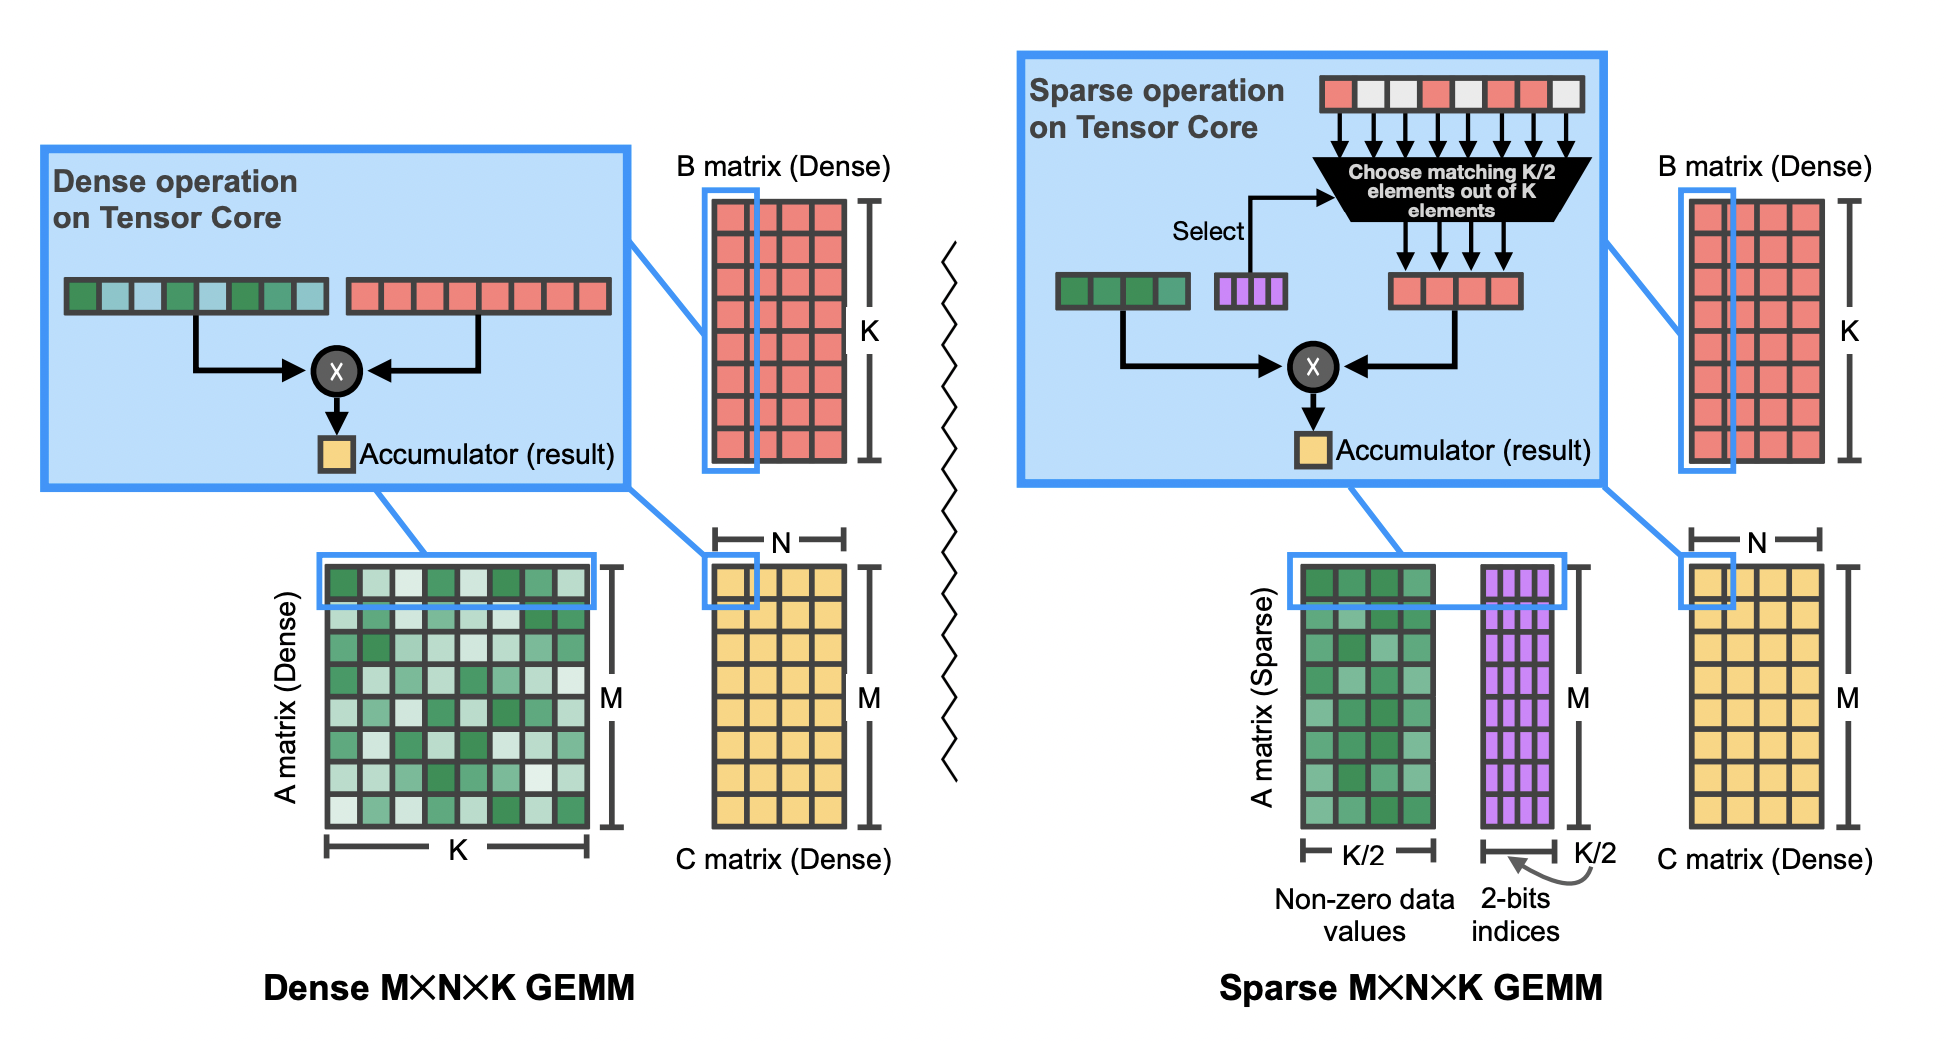 Dense operation
on Tensor Core
X
Accumulator (result)
B matrix (Dense)
K
N
A matrix (Dense)
M
K
M
C matrix (Dense)
Dense M×N×K GEMM
Sparse operation
on Tensor Core
Choose matching K/2
elements out of K
elements
Select
X
Accumulator (result)
B matrix (Dense)
K
N
A matrix (Sparse)
M
M
K/2
K/2
Non-zero data
values
2-bits
indices
C matrix (Dense)
Sparse M×N×K GEMM